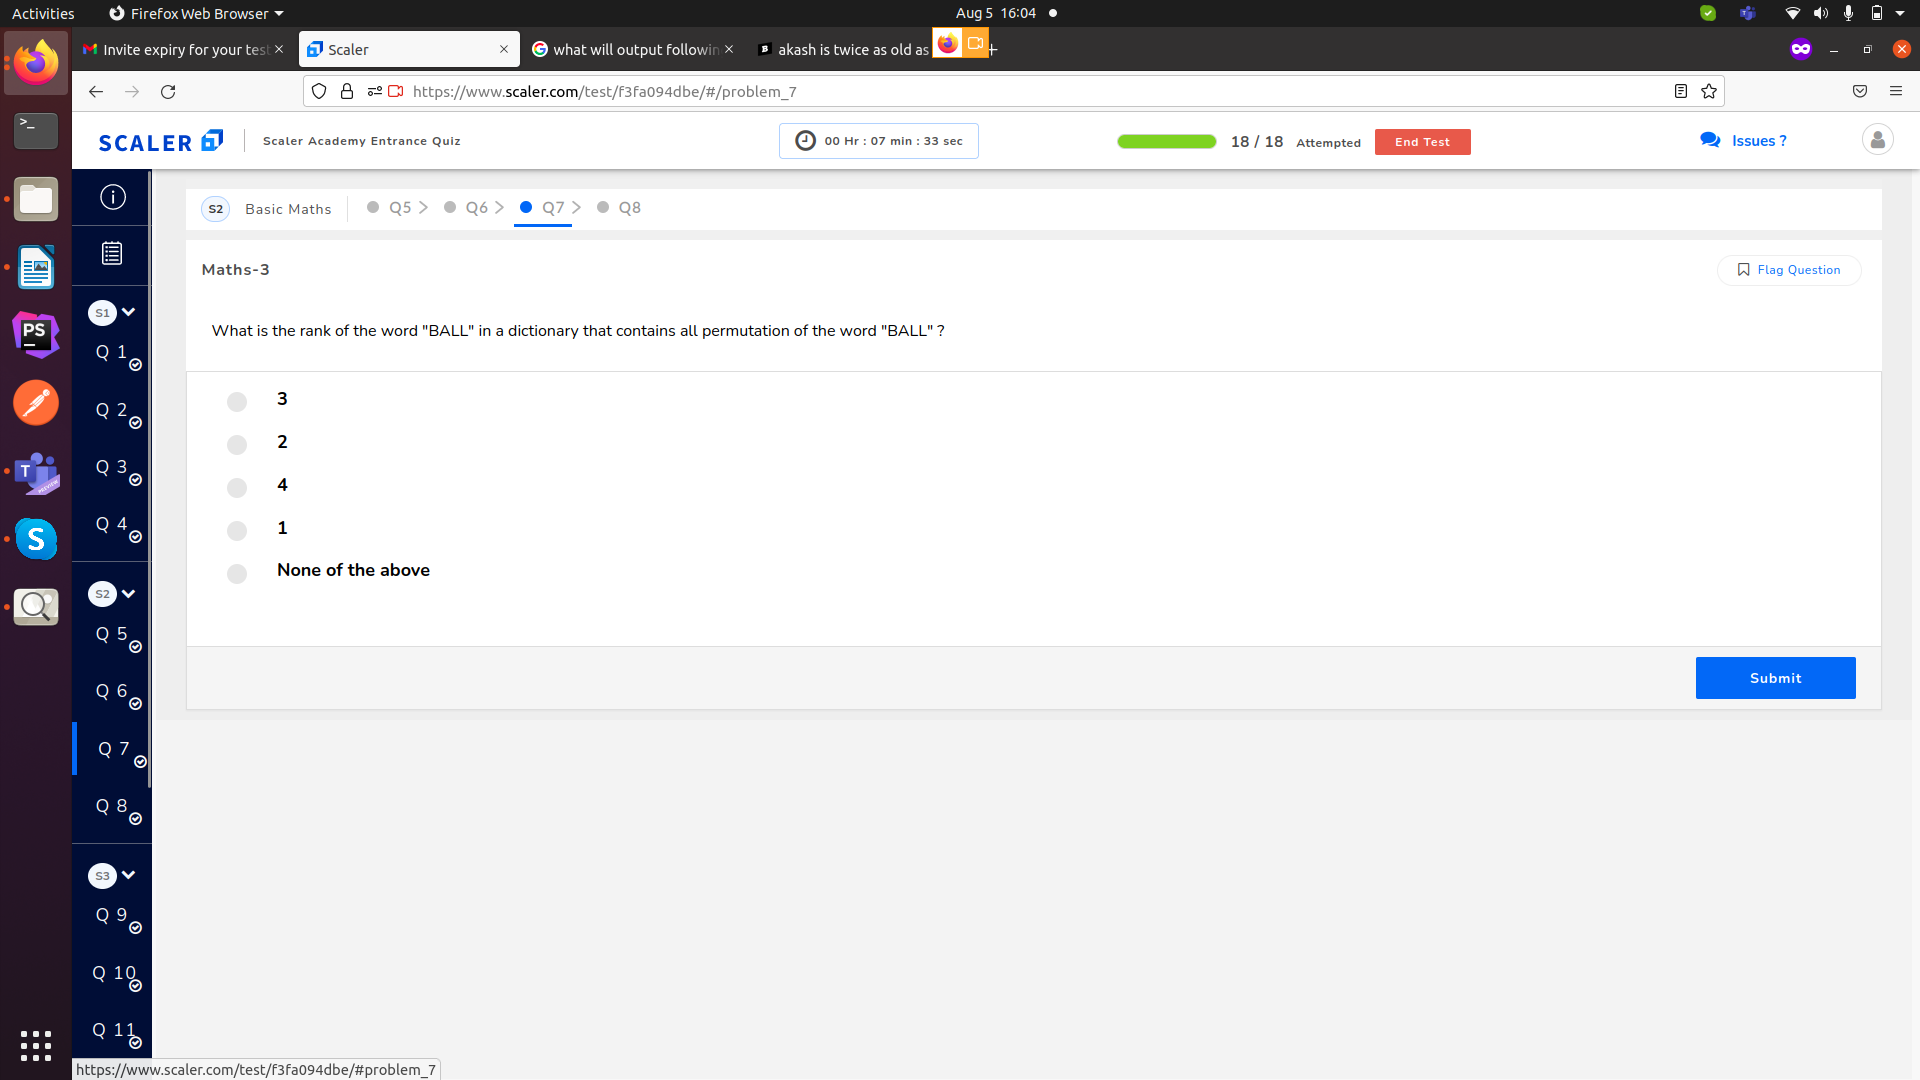 Activities
Firefox Web Browser
Aug 5 16:04
Invite expiry for your test
Scaler
what will output followin
akash is twice as old as
https://www.scaler.com/test/f3fa094dbe/#/problem_7
SCALER
Scaler Academy Entrance Quiz
00 Hr : 07 min : 33 sec
18 / 18 Attempted
End Test
Issues ?
S2 Basic Maths
Q5
Q6
Q7
Q8
Maths-3
Flag Question
What is the rank of the word "BALL" in a dictionary that contains all permutation of the word "BALL" ?
3
2
4
1
None of the above
Submit
S1
Q 1
Q 2
Q 3
Q 4
S2
Q 5
Q 6
Q 7
Q 8
S3
Q 9
Q 10
Q 11
PS
T
PREVIEW
S
https://www.scaler.com/test/f3fa094dbe/#problem_7